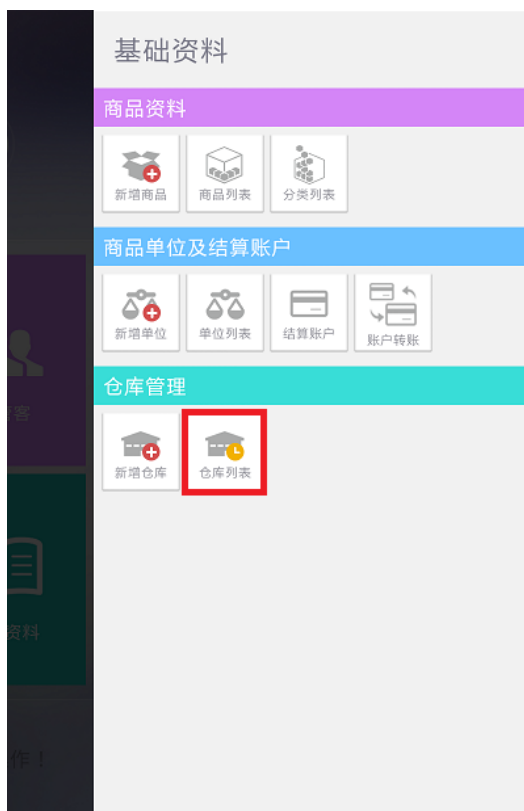 基础资料
商品资料
新增商品
商品列表
分类列表
商品单位及结算账户
新增单位
单位列表
结算账户
账户转账
仓库管理
新增仓库
仓库列表
客
资料
作！